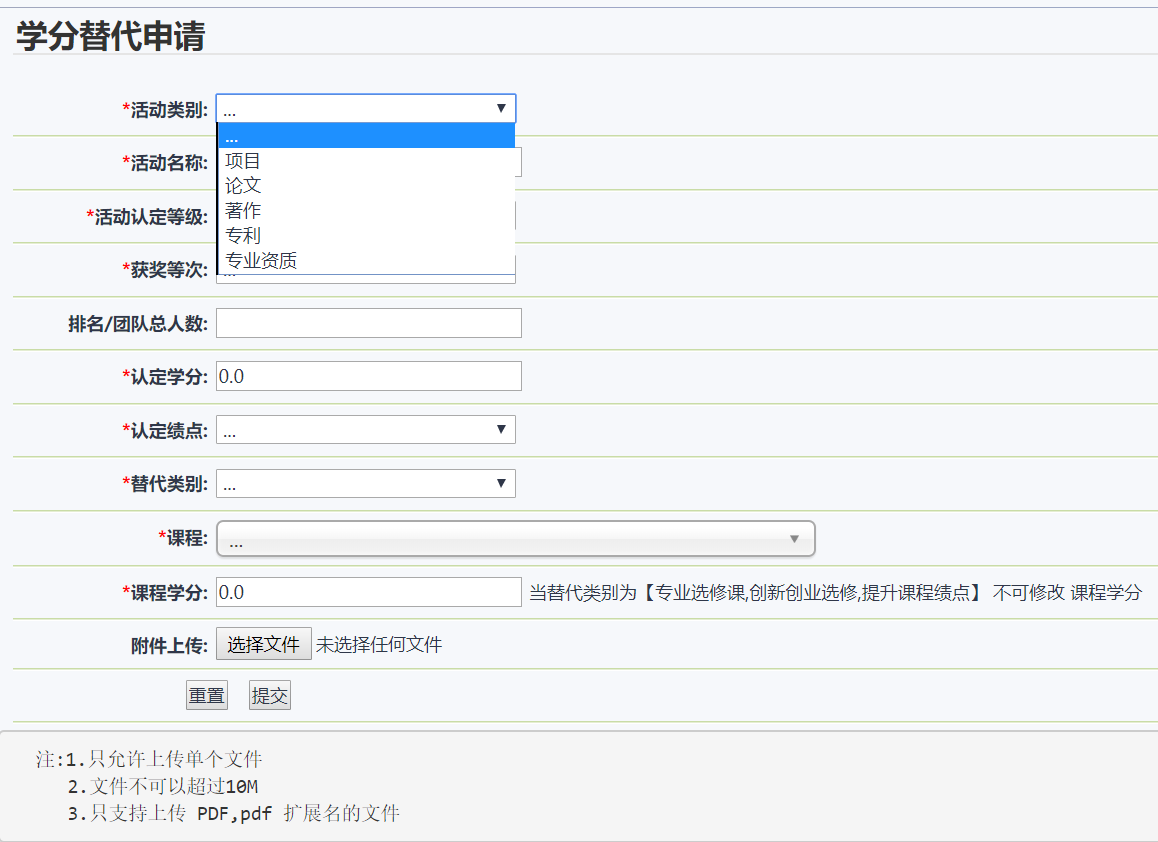 学分替代申请
*活动类别: ...
...
*活动名称:
项目
论文
*活动认定等级:
著作
专利
*获奖等次:
专业资质
排名/团队总人数:
*认定学分: 0.0
*认定绩点: ...
*替代类别: ...
*课程: ...
*课程学分: 0.0 当替代类别为【专业选修课,创新创业选修,提升课程绩点】 不可修改 课程学分
附件上传: 选择文件 未选择任何文件
重置 提交
注:1.只允许上传单个文件
2.文件不可以超过10M
3.只支持上传 PDF,pdf 扩展名的文件